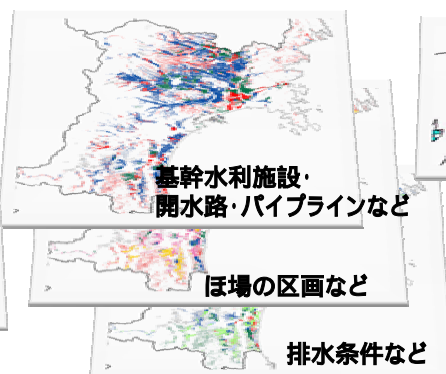 基幹水利施設･
開水路･パイプラインなど
ほ場の区画など
排水条件など